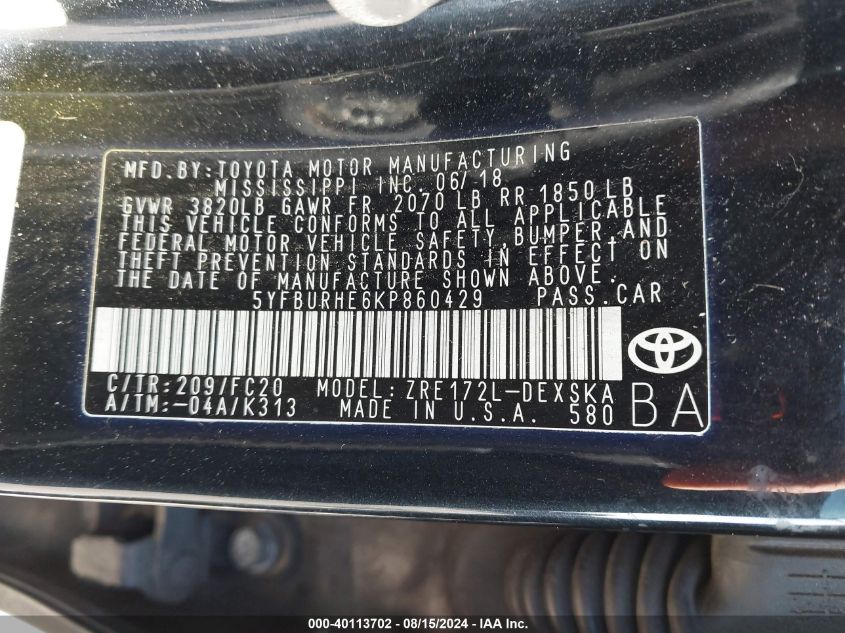 MFD.BY:TOYOTA MOTOR MANUFACTURING
MISSISSIPPI INC. 06/18
GVWR 3820LB GAWR FR 2070 LB RR 1850 LB
THIS VEHICLE CONFORMS TO ALL APPLICABLE
FEDERAL MOTOR VEHICLE SAFETY,BUMPER,AND
THEFT PREVENTION STANDARDS IN EFFECT ON
THE DATE OF MANUFACTURE SHOWN ABOVE.
5YFBURHE6KP860429 PASS.CAR
C/TR:209/FC20 MODEL:ZRE172L-DEXSKA
A/TM:-04A/K313 MADE IN U.S.A. 580
BA
000-40113702 - 08/15/2024 - IAA Inc.